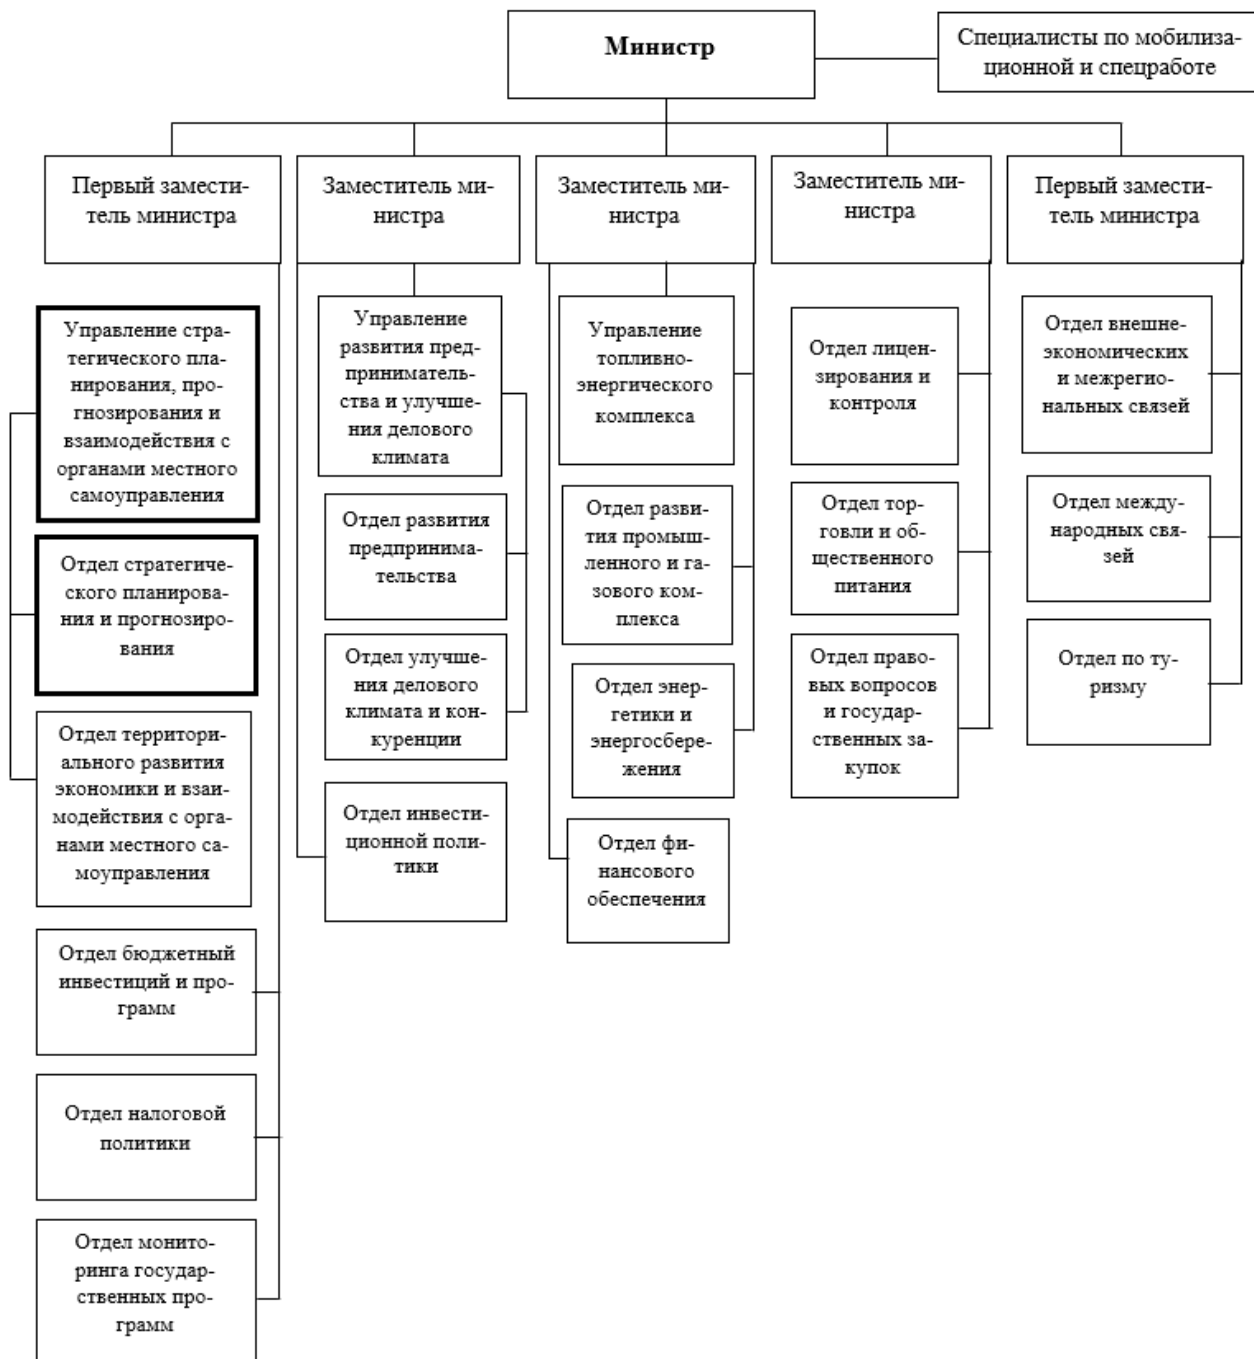 Министр
Специалисты по мобилиза-
ционной и спецработе
Первый замести-
тель министра
Заместитель ми-
нистра
Заместитель ми-
нистра
Заместитель ми-
нистра
Первый замести-
тель министра
Управление стра-
тегического пла-
нирования, про-
гнозирования и
взаимодействия с
органами местного
самоуправления
Отдел стратегиче-
ского планирова-
ния и прогнозиро-
вания
Отдел территори-
ального развития
экономики и взаи-
модействия с орга-
нами местного са-
моуправления
Отдел бюджетный
инвестиций и про-
грамм
Отдел налоговой
политики
Отдел монито-
ринга государ-
ственных про-
грамм
Управление
развития пред-
приниматель-
ства и улучше-
ния делового
климата
Отдел развития
предпринима-
тельства
Отдел улучше-
ния делового
климата и кон-
куренции
Отдел инвести-
ционной поли-
тики
Управление
топливно-
энергического
комплекса
Отдел разви-
тия промыш-
ленного и га-
зового ком-
плекса
Отдел энер-
гетики и
энергосбере-
жения
Отдел фи-
нансового
обеспечения
Отдел лицен-
зирования и
контроля
Отдел тор-
говли и об-
щественного
питания
Отдел право-
вых вопросов
и государ-
ственных за-
купок
Отдел внешне-
экономических
и межрегио-
нальных связей
Отдел между-
народных свя-
зей
Отдел по ту-
ризму